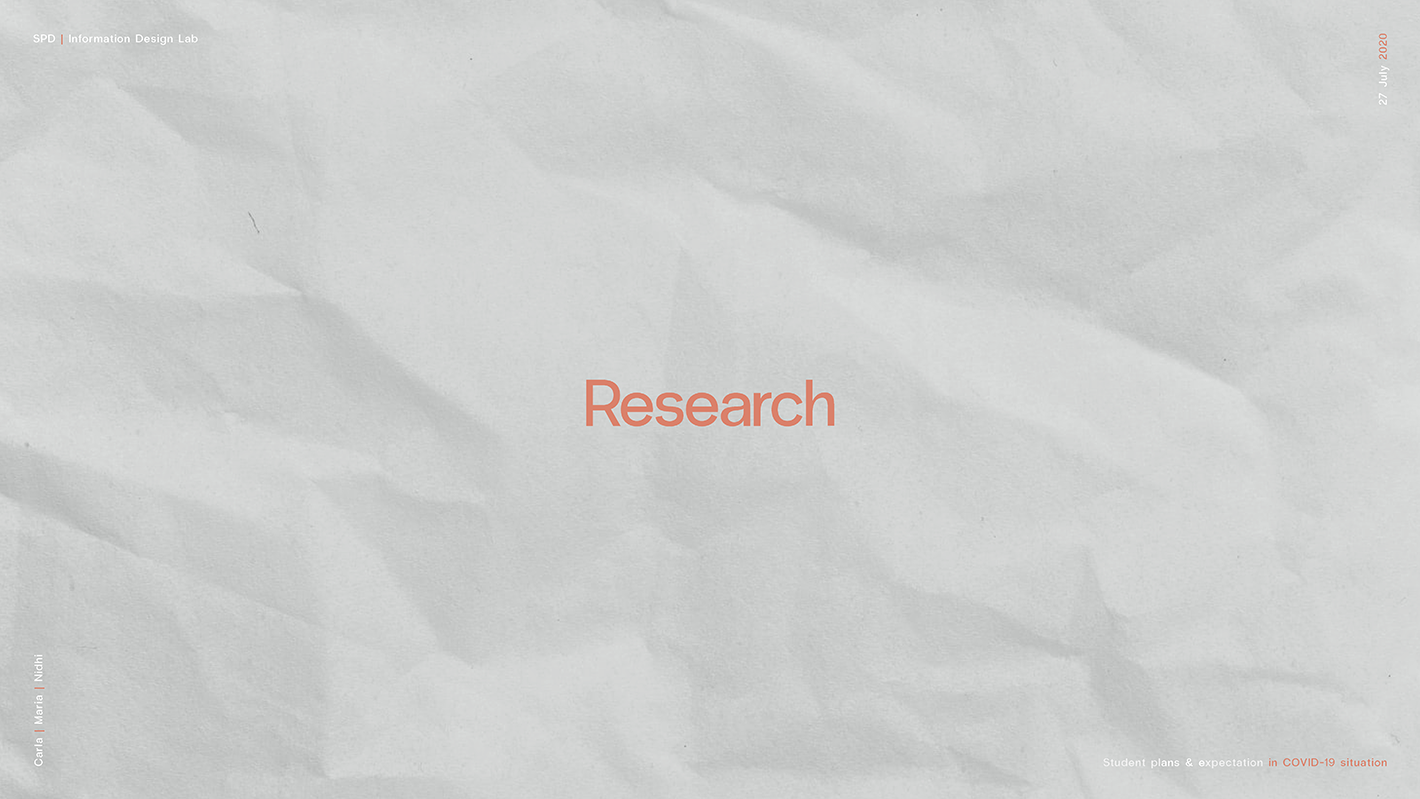 SPD | Information Design Lab
27 July 2020
Research
Carla | Maria | Nidhi
Student plans & expectation in COVID-19 situation